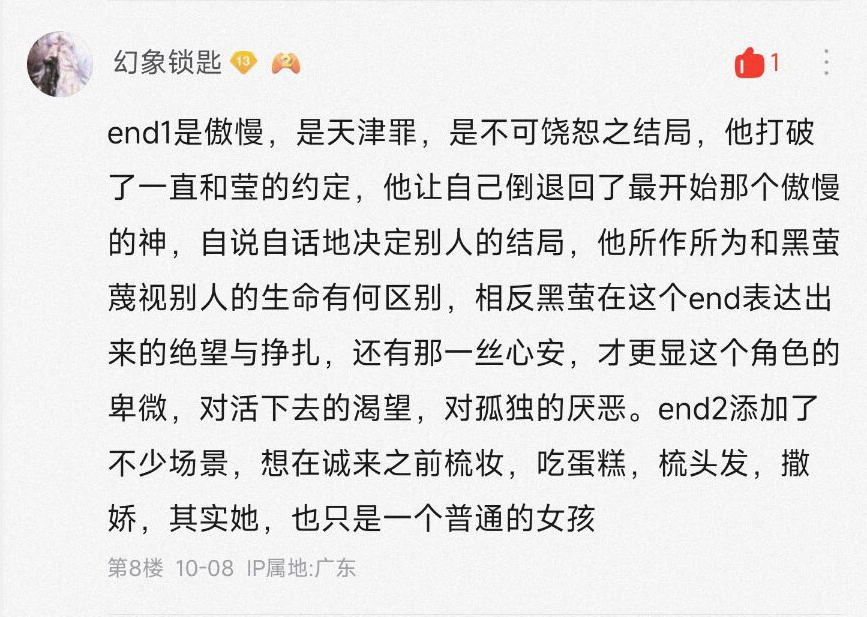 幻象锁匙 13 2 1
end1是傲慢，是天津罪，是不可饶恕之结局，他打破
了一直和莹的约定，他让自己倒退回了最开始那个傲慢
的神，自说自话地决定别人的结局，他所作所为和黑萤
蔑视别人的生命有何区别，相反黑萤在这个end表达出
来的绝望与挣扎，还有那一丝心安，才更显这个角色的
卑微，对活下去的渴望，对孤独的厌恶。end2添加了
不少场景，想在诚来之前梳妆，吃蛋糕，梳头发，撒
娇，其实她，也只是一个普通的女孩
第8楼 10-08 IP属地:广东